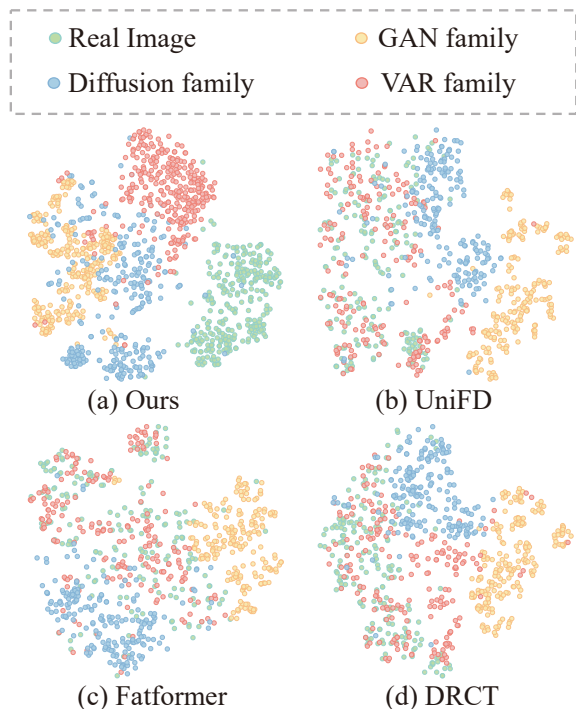 Real Image GAN family
Diffusion family VAR family
(a) Ours (b) UniFD
(c) Fatformer (d) DRCT